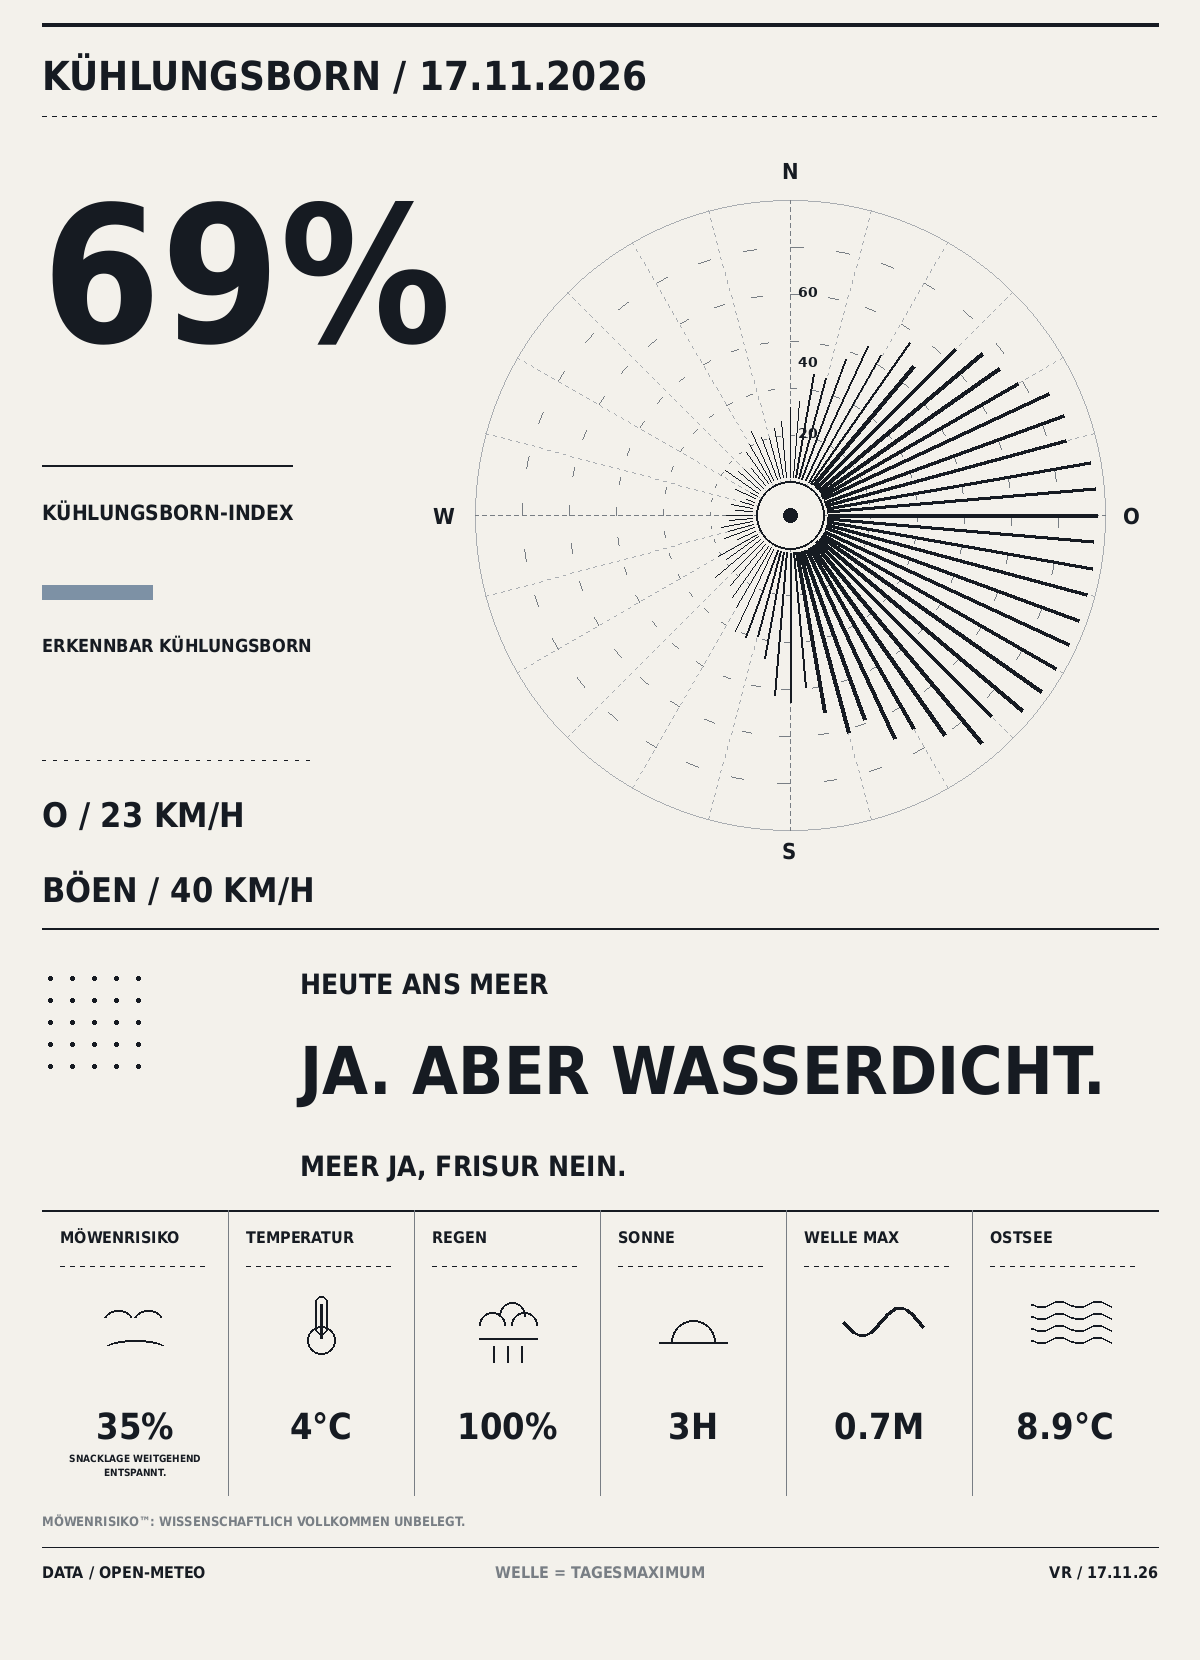 KÜHLUNGSBORN / 17.11.2026
69%
KÜHLUNGSBORN-INDEX
ERKENNBAR KÜHLUNGSBORN
O / 23 KM/H
BÖEN / 40 KM/H
N
60
40
20
W
O
S
HEUTE ANS MEER
JA. ABER WASSERDICHT.
MEER JA, FRISUR NEIN.
MÖWENRISIKO
35%
SNACKLAGE WEITGEHEND
ENTSPANNT.
TEMPERATUR
4°C
REGEN
100%
SONNE
3H
WELLE MAX
0.7M
OSTSEE
8.9°C
MÖWENRISIKO™: WISSENSCHAFTLICH VOLLKOMMEN UNBELEGT.
DATA / OPEN-METEO
WELLE = TAGESMAXIMUM
VR / 17.11.26